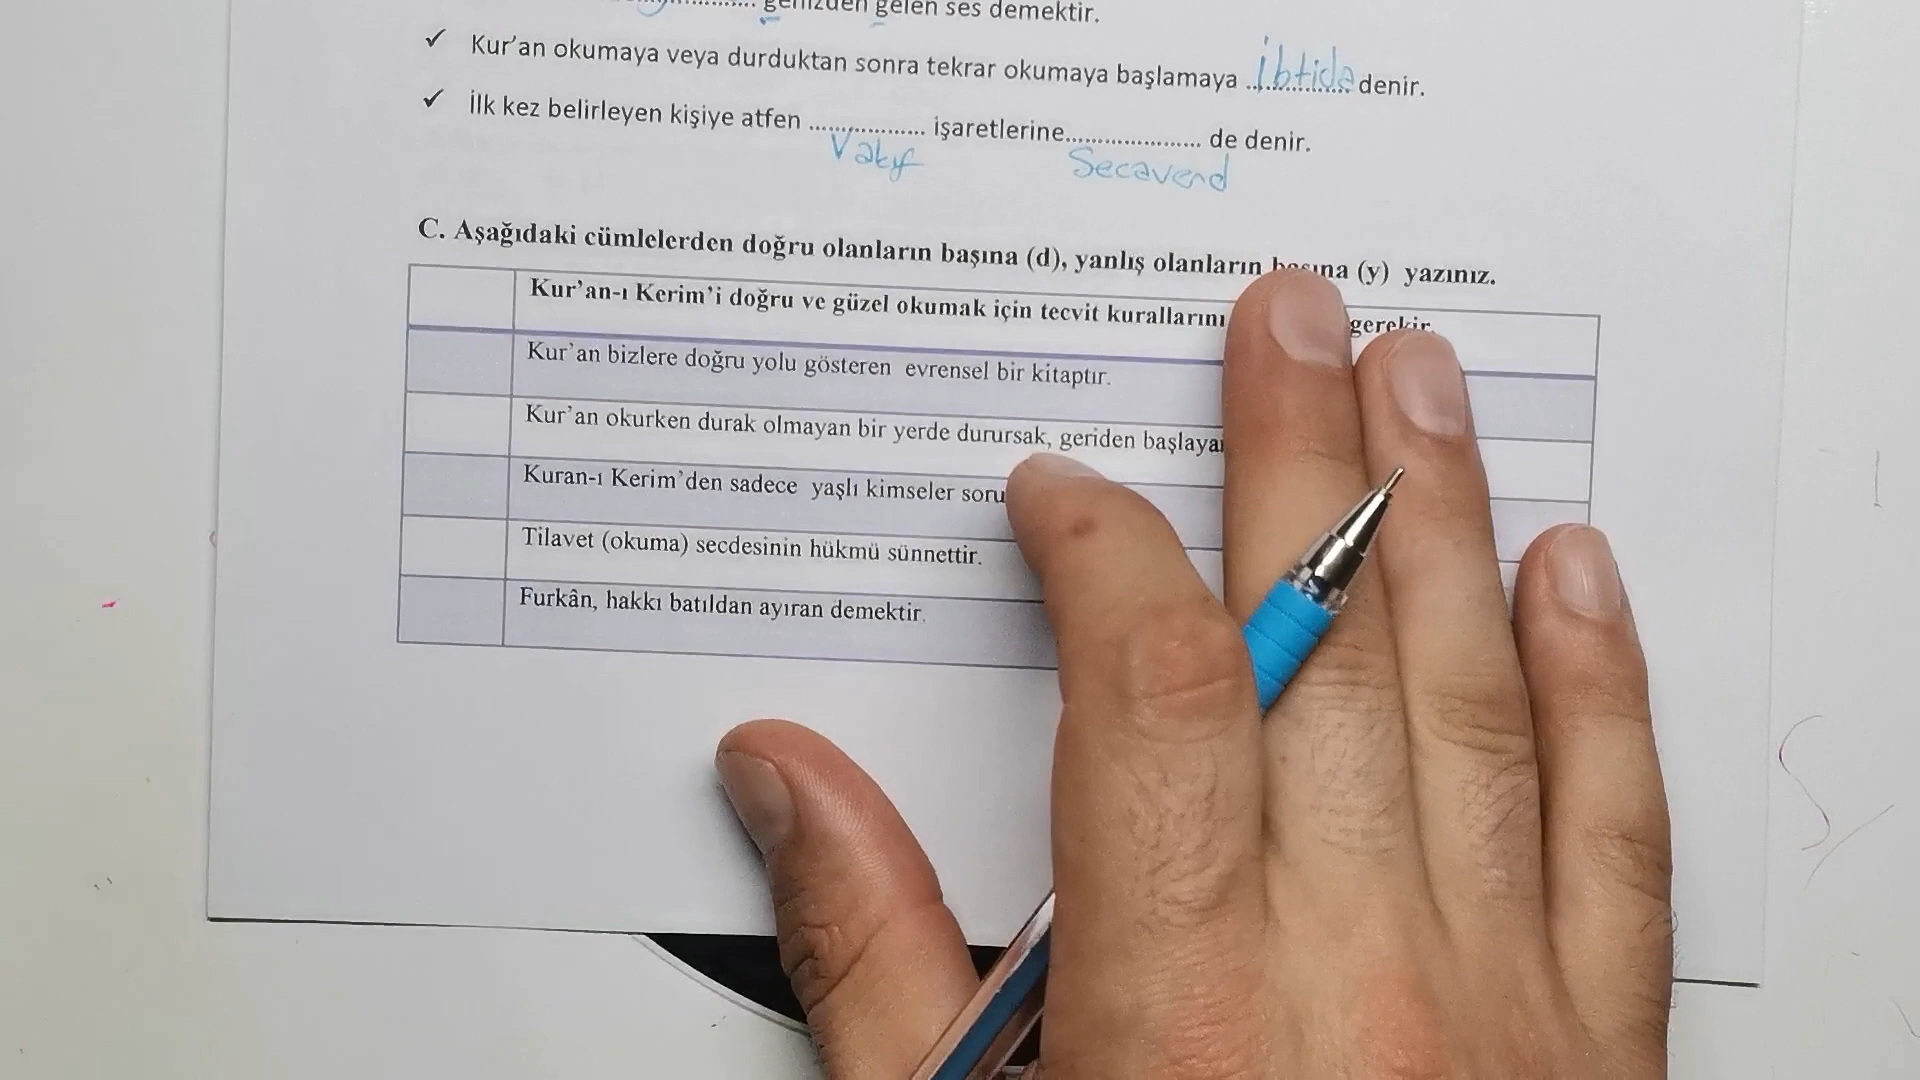 genizden gelen ses demektir.
✓ Kur'an okumaya veya durduktan sonra tekrar okumaya başlamaya ..İbtida.. denir.
✓ İlk kez belirleyen kişiye atfen .................. işaretlerine..................... de denir.
Vakıf Secavend
C. Aşağıdaki cümlelerden doğru olanların başına (d), yanlış olanların başına (y) yazınız.
Kur'an-ı Kerim'i doğru ve güzel okumak için tecvit kurallarını gerekir.
Kur'an bizlere doğru yolu gösteren evrensel bir kitaptır.
Kur'an okurken durak olmayan bir yerde durursak, geriden
Kuran-ı Kerim'den sadece yaşlı kimseler
Tilavet (okuma) secdesinin hükmü sünnettir.
Furkân, hakkı batıldan ayıran demektir.